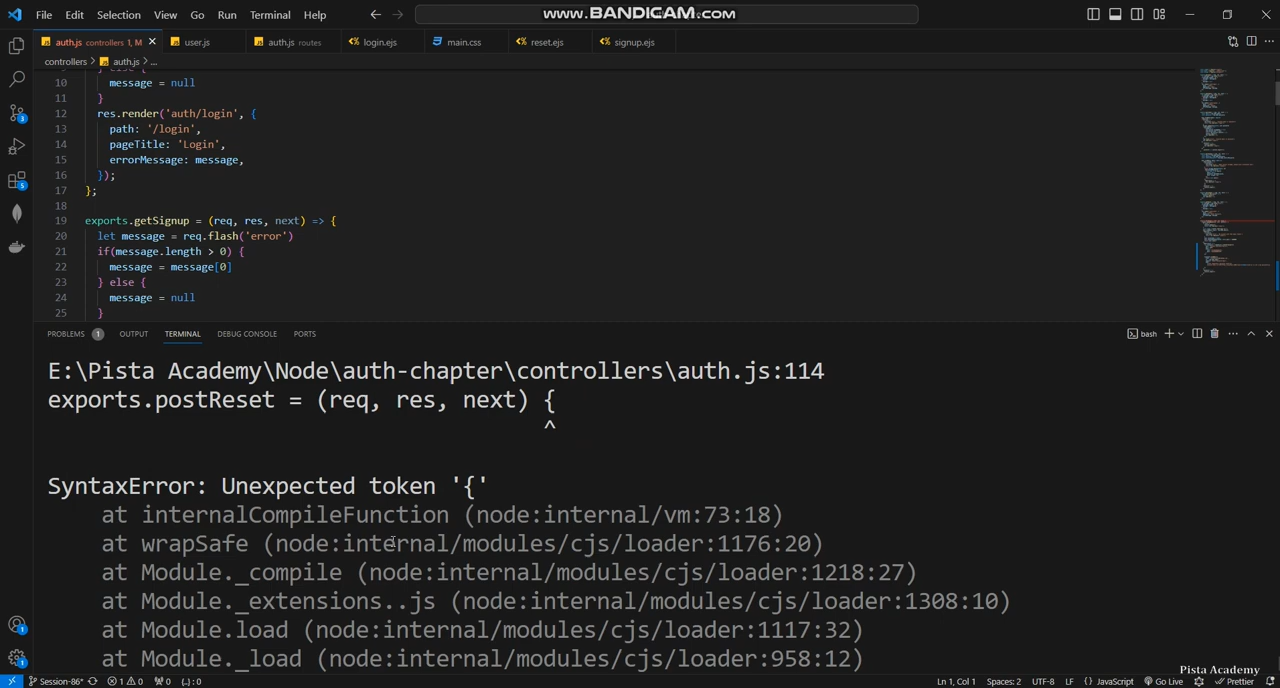 File Edit Selection View Go Run Terminal Help
www.BANDICAM.com
auth.js controllers 1, M
user.js
auth.js routes
login.ejs
main.css
reset.ejs
signup.ejs
controllers > auth.js > ...
10 message = null
11 }
12 res.render('auth/login', {
13 path: '/login',
14 pageTitle: 'Login',
15 errorMessage: message,
16 });
17 };
18
19 exports.getSignup = (req, res, next) => {
20 let message = req.flash('error')
21 if(message.length > 0) {
22 message = message[0]
23 } else {
24 message = null
25 }
PROBLEMS 1 OUTPUT TERMINAL DEBUG CONSOLE PORTS
bash
E:\Pista Academy\Node\auth-chapter\controllers\auth.js:114
exports.postReset = (req, res, next) {
^
SyntaxError: Unexpected token '{'
at internalCompileFunction (node:internal/vm:73:18)
at wrapSafe (node:internal/modules/cjs/loader:1176:20)
at Module._compile (node:internal/modules/cjs/loader:1218:27)
at Module._extensions..js (node:internal/modules/cjs/loader:1308:10)
at Module.load (node:internal/modules/cjs/loader:1117:32)
at Module._load (node:internal/modules/cjs/loader:958:12)
Pista Academy
Session-86* 1 0 0 {..}: 0 Ln 1, Col 1 Spaces: 2 UTF-8 LF {} JavaScript Go Live Prettier